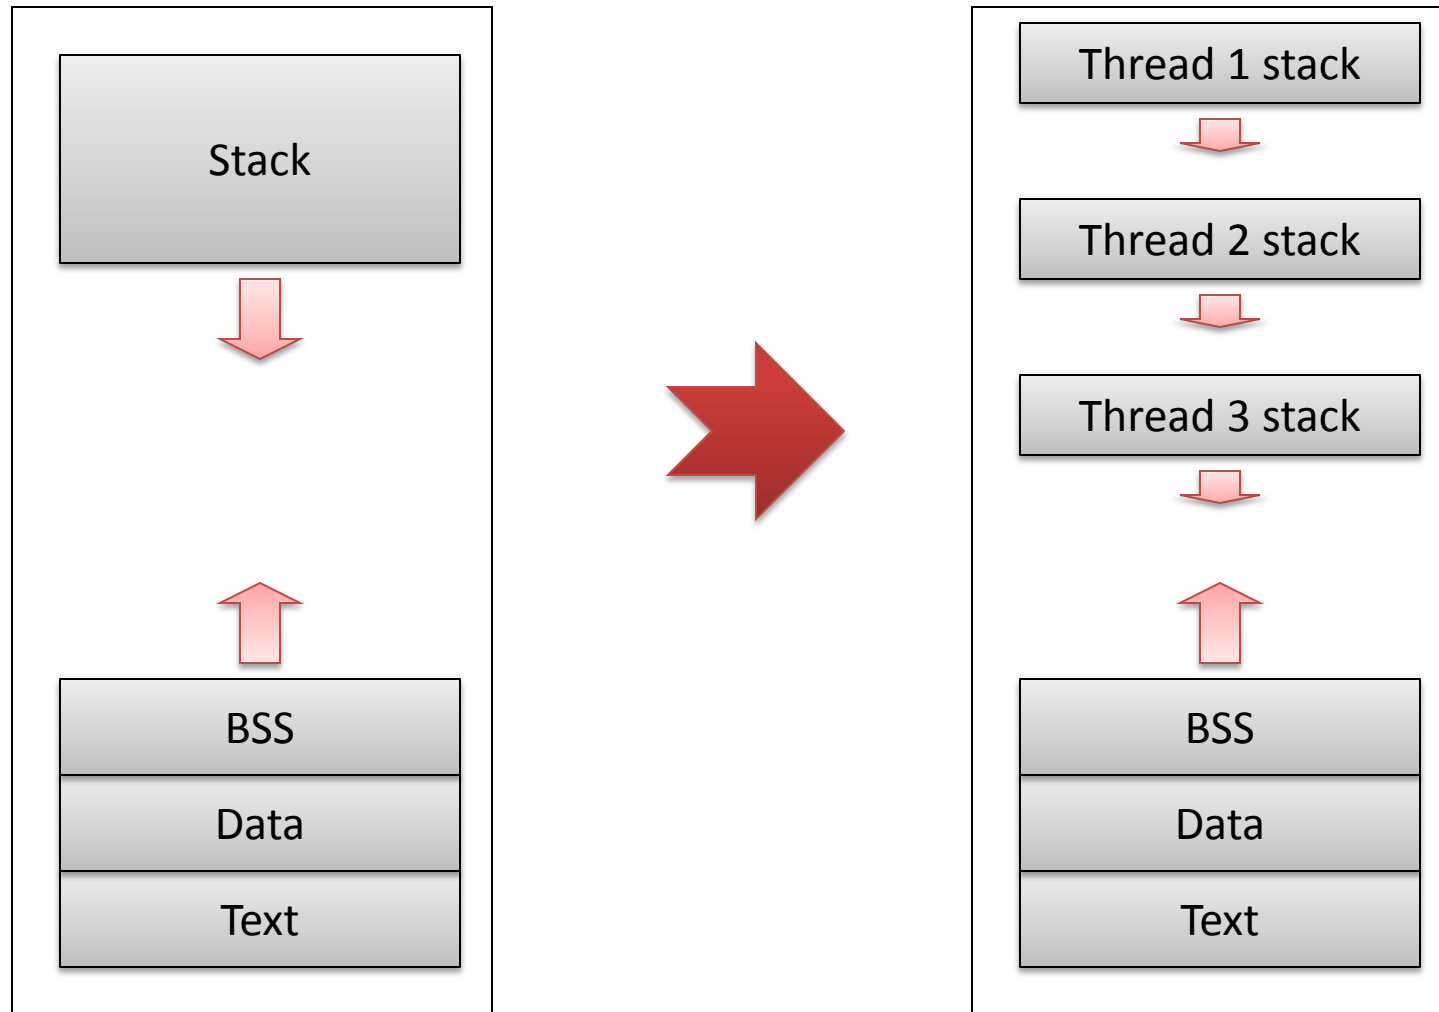 Stack
BSS
Data
Text
Thread 1 stack
Thread 2 stack
Thread 3 stack
BSS
Data
Text